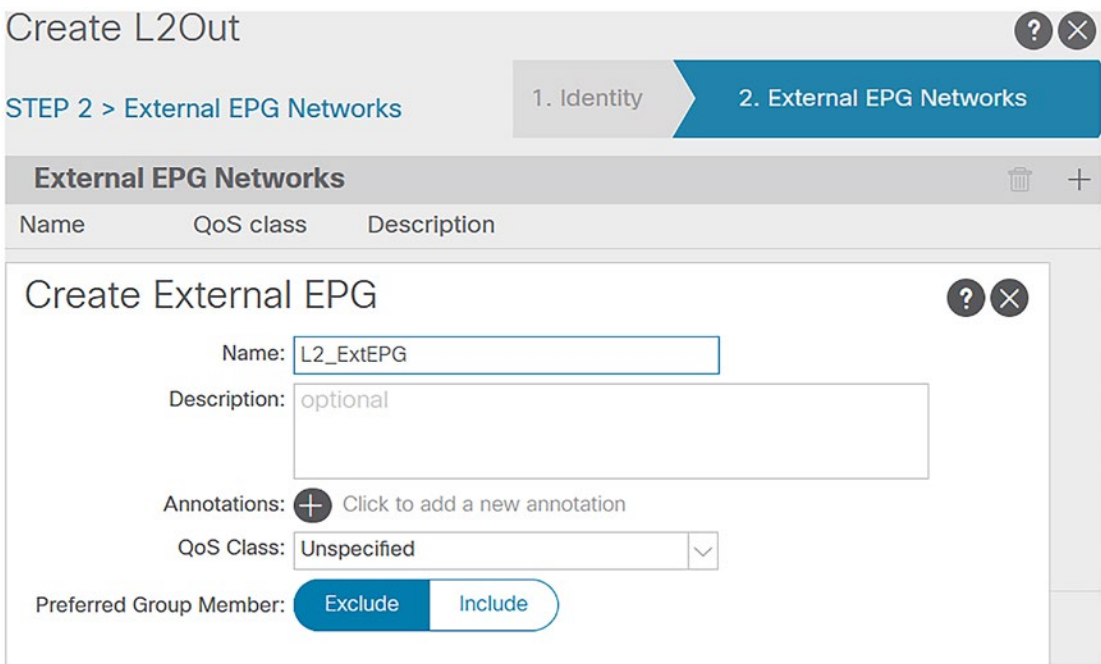 Create L2Out
?
STEP 2 > External EPG Networks
1. Identity
2. External EPG Networks
External EPG Networks
Name QoS class Description
Create External EPG
?
Name: L2_ExtEPG
Description: optional
Annotations: Click to add a new annotation
QoS Class: Unspecified
Preferred Group Member: Exclude Include